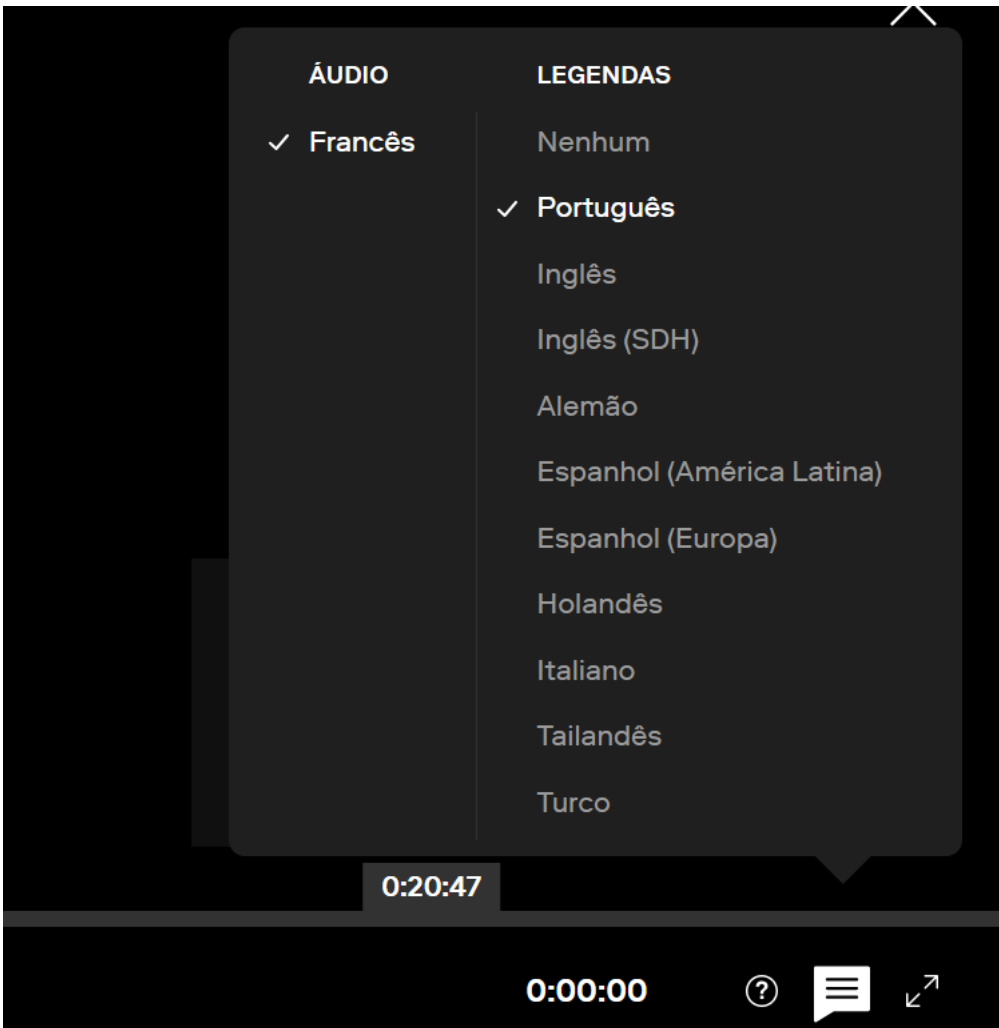 ÁUDIO
Francês
LEGENDAS
Nenhum
Português
Inglês
Inglês (SDH)
Alemão
Espanhol (América Latina)
Espanhol (Europa)
Holandês
Italiano
Tailandês
Turco
0:20:47
0:00:00
?